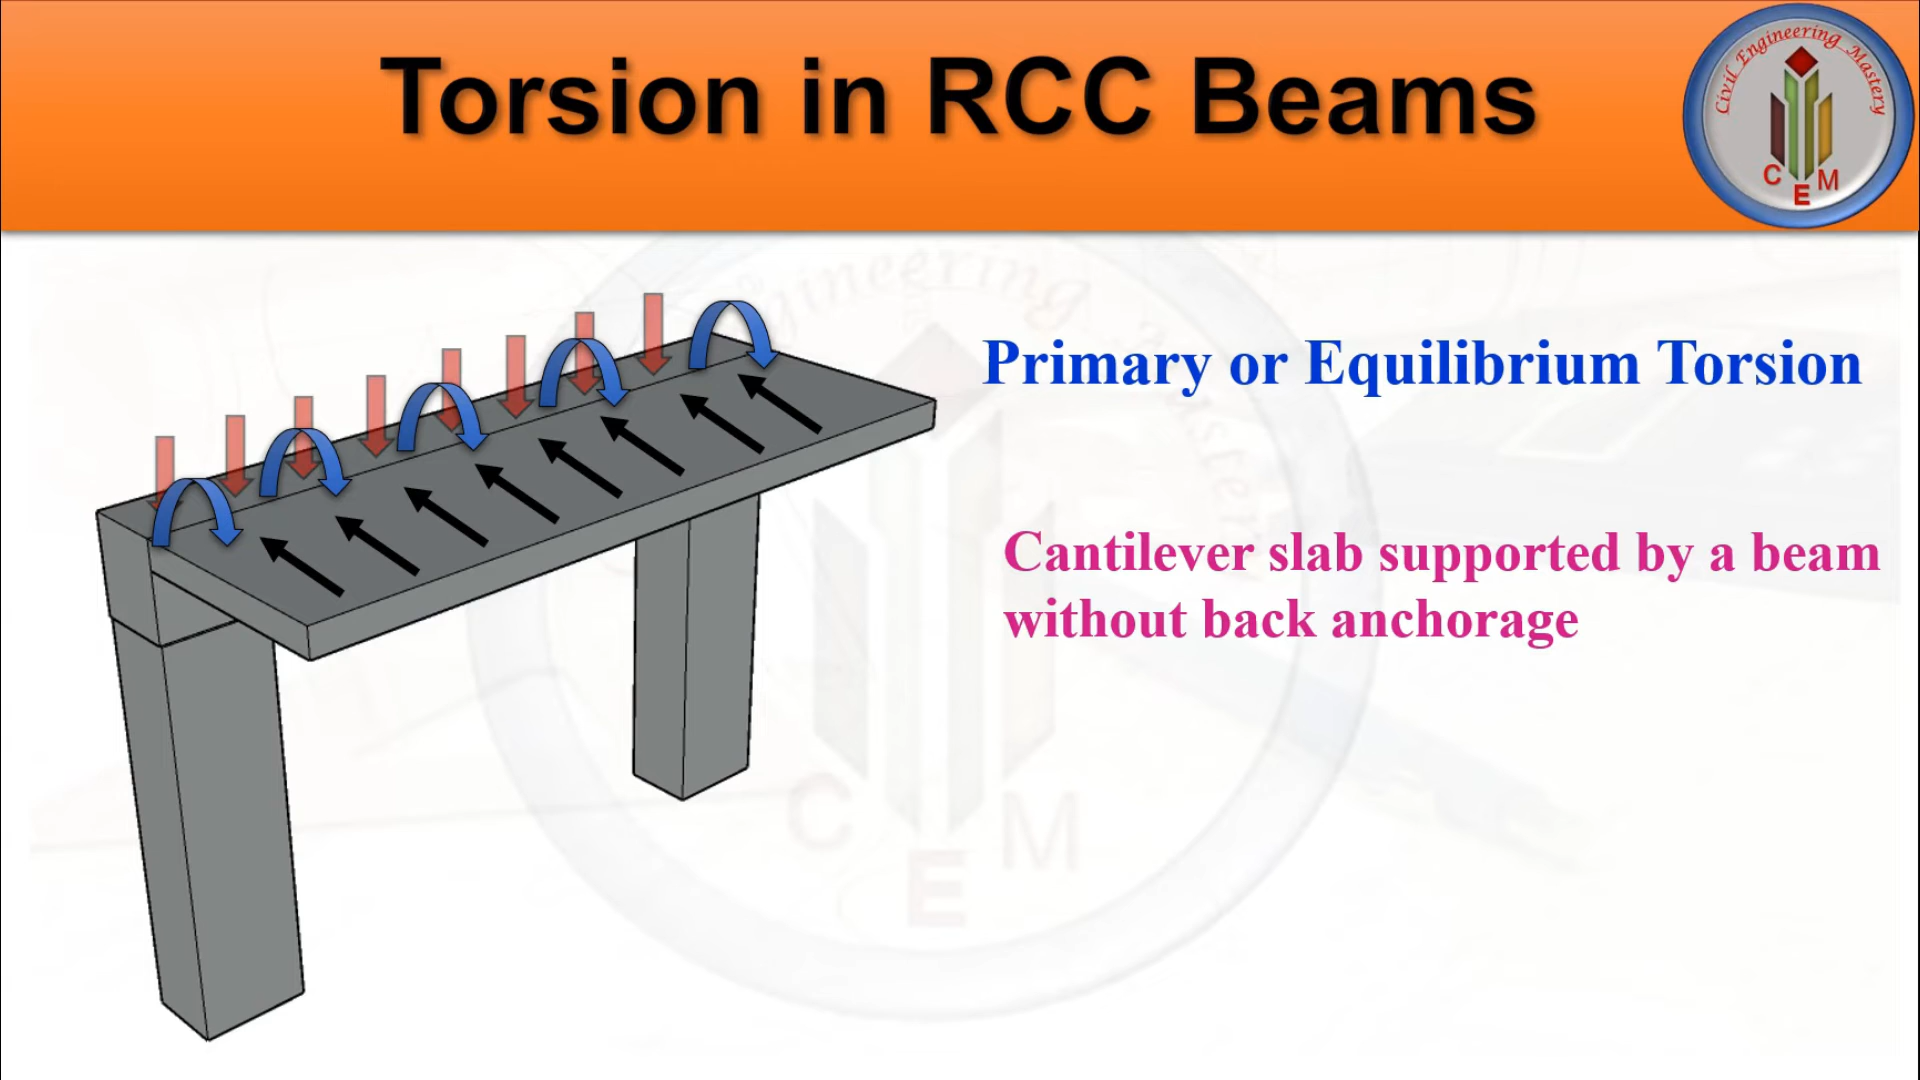 Torsion in RCC Beams
Civil Engineering Mastery
C E M
Primary or Equilibrium Torsion
Cantilever slab supported by a beam
without back anchorage
C E M